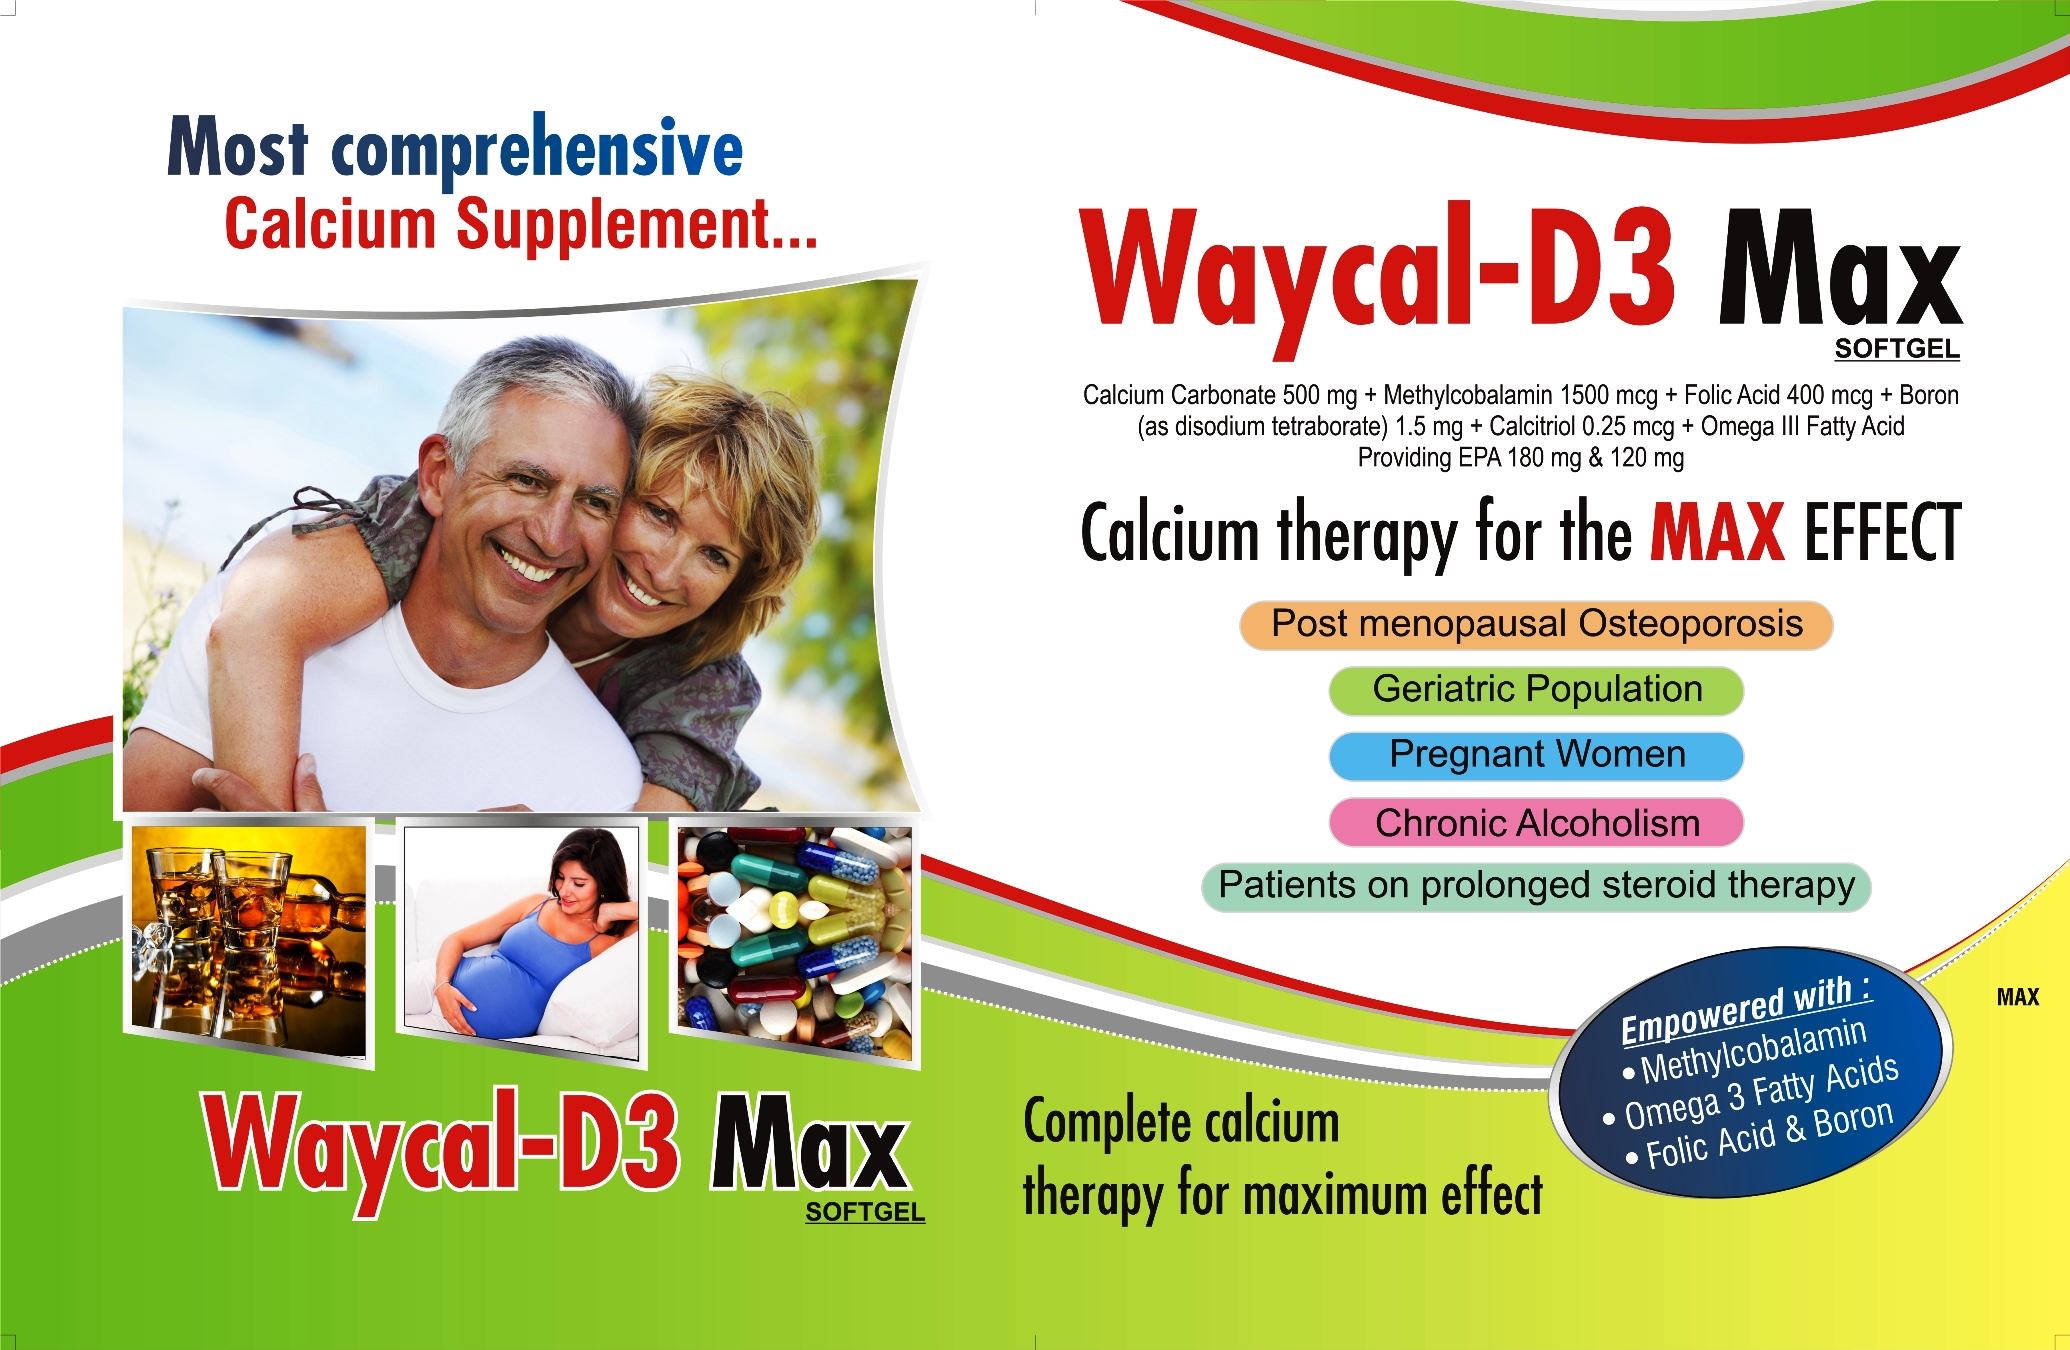 Most comprehensive
Calcium Supplement...
Waycal-D3 Max
SOFTGEL
Waycal-D3 Max
SOFTGEL
Calcium Carbonate 500 mg + Methylcobalamin 1500 mcg + Folic Acid 400 mcg + Boron
(as disodium tetraborate) 1.5 mg + Calcitriol 0.25 mcg + Omega III Fatty Acid
Providing EPA 180 mg & 120 mg
Calcium therapy for the MAX EFFECT
Post menopausal Osteoporosis
Geriatric Population
Pregnant Women
Chronic Alcoholism
Patients on prolonged steroid therapy
Empowered with :
• Methylcobalamin
• Omega 3 Fatty Acids
• Folic Acid & Boron
MAX
Complete calcium
therapy for maximum effect